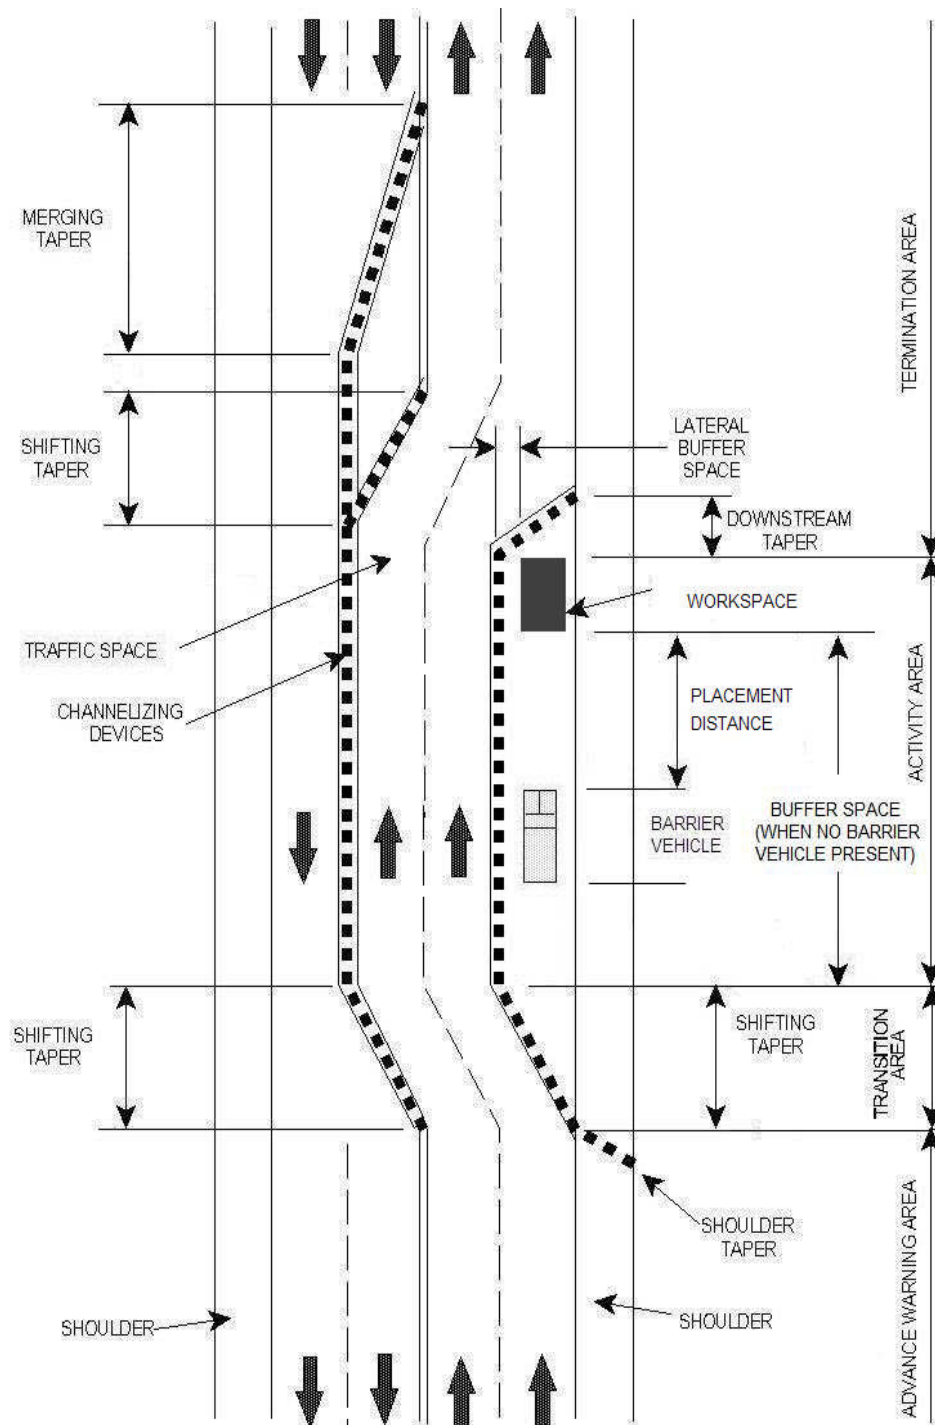 MERGING
TAPER
TERMINATION AREA
SHIFTING
TAPER
LATERAL
BUFFER
SPACE
DOWNSTREAM
TAPER
WORKSPACE
TRAFFIC SPACE
CHANNELIZING
DEVICES
PLACEMENT
DISTANCE
ACTIVITY AREA
BARRIER
VEHICLE
BUFFER SPACE
(WHEN NO BARRIER
VEHICLE PRESENT)
SHIFTING
TAPER
SHIFTING
TAPER
TRANSITION
AREA
SHOULDER
TAPER
ADVANCE WARNING AREA
SHOULDER
SHOULDER